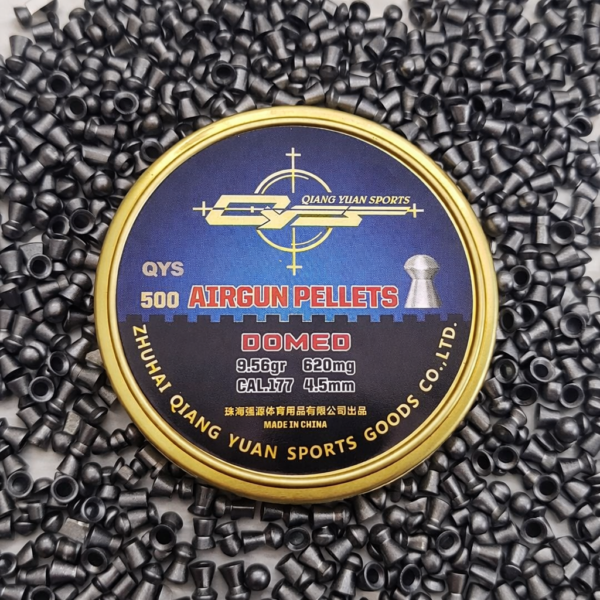 QIANG YUAN SPORTS
QYS
QYS
500 AIRGUN PELLETS
DOMED
9.56gr 620mg
CAL.177 4.5mm
珠海强源体育用品有限公司出品
MADE IN CHINA
ZHUHAI QIANG YUAN SPORTS GOODS CO.,LTD.